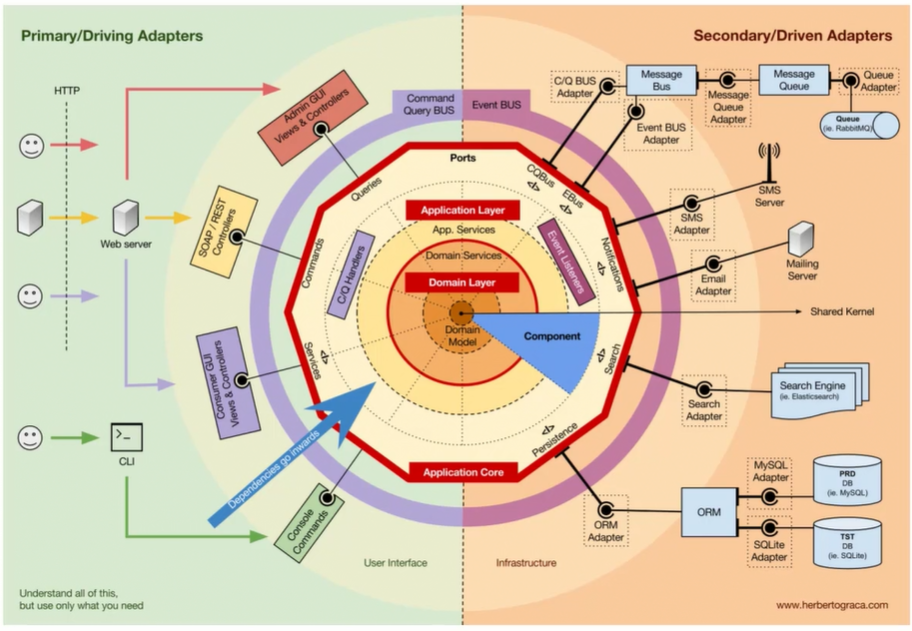 Primary/Driving Adapters
Secondary/Driven Adapters
HTTP
Admin GUI
Views & Controllers
Command
Query BUS
Event BUS
C/Q BUS
Adapter
Message
Bus
Message
Queue
Adapter
Message
Queue
Queue
Adapter
Queue
(ie. RabbitMQ)
Event BUS
Adapter
Ports
CQBus
</>
EBus
</>
Queries
SMS
Server
SMS
Adapter
Application Layer
App. Services
Web server
SOAP / REST
Controllers
Commands
C/Q Handlers
Event Listeners
Notifications
</>
Domain Services
Domain Layer
Email
Adapter
Mailing
Server
Domain
Model
Component
Shared Kernel
Services
</>
Search
</>
Consumer GUI
Views & Controllers
Search
Adapter
Search Engine
(ie. Elasticsearch)
Dependencies go inwards
Persistence
</>
>_
CLI
Application Core
MySQL
Adapter
PRD
DB
(ie. MySQL)
Console
Commands
ORM
Adapter
ORM
SQLite
Adapter
TST
DB
(ie. SQLite)
User Interface
Infrastructure
Understand all of this,
but use only what you need
www.herbertograca.com